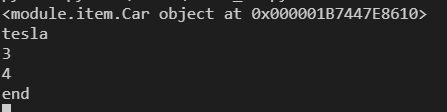 <module.item.Car object at 0x000001B7447E8610>
tesla
3
4
end